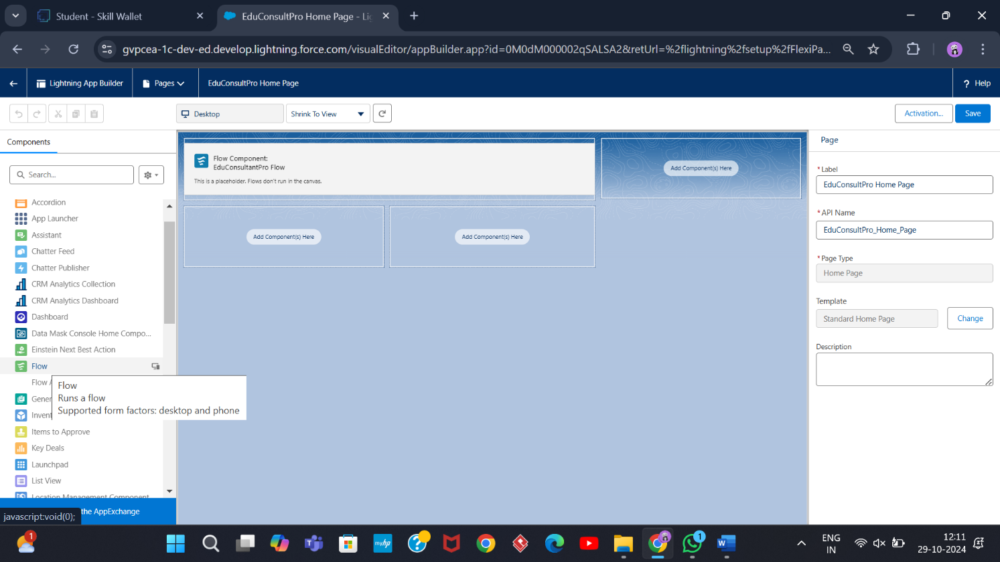 Student - Skill Wallet
EduConsultPro Home Page - Lig
gvpcea-1c-dev-ed.develop.lightning.force.com/visualEditor/appBuilder.app?id=0M0dM000002qSALSA2&retUrl=%2flightning%2fsetup%2fFlexiPa...
Lightning App Builder
Pages
EduConsultPro Home Page
? Help
Desktop
Shrink To View
Activation...
Save
Components
Search...
Accordion
App Launcher
Assistant
Chatter Feed
Chatter Publisher
CRM Analytics Collection
CRM Analytics Dashboard
Dashboard
Data Mask Console Home Compo...
Einstein Next Best Action
Flow
Flow A
Gener
Invent
Items to Approve
Key Deals
Launchpad
List View
Location Management Component
the AppExchange
javascript:void(0);
Flow
Runs a flow
Supported form factors: desktop and phone
Flow Component:
EduConsultantPro Flow
This is a placeholder. Flows don't run in the canvas.
Add Component(s) Here
Add Component(s) Here
Add Component(s) Here
Page
* Label
EduConsultPro Home Page
* API Name
EduConsultPro_Home_Page
* Page Type
Home Page
Template
Standard Home Page
Change
Description
1
myhp
1
ENG
IN
12:11
29-10-2024